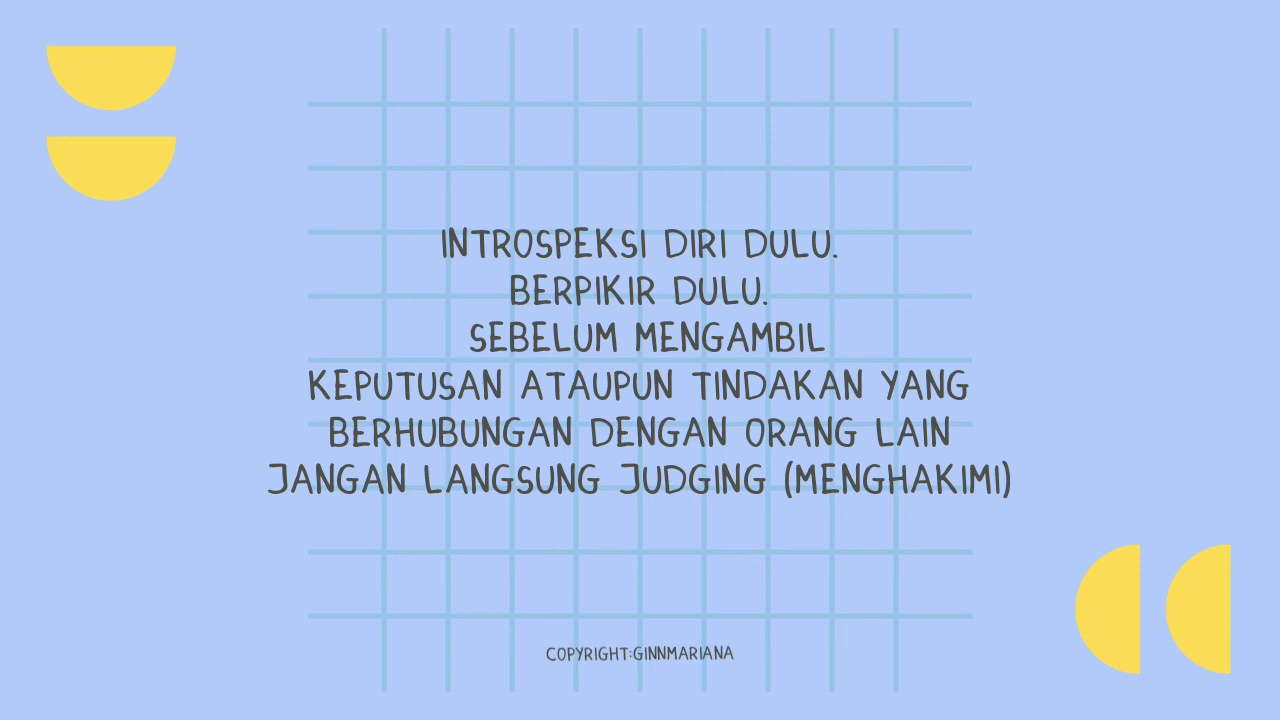 INTROSPEKSI DIRI DULU.
BERPIKIR DULU.
SEBELUM MENGAMBIL
KEPUTUSAN ATAUPUN TINDAKAN YANG
BERHUBUNGAN DENGAN ORANG LAIN
JANGAN LANGSUNG JUDGING (MENGHAKIMI)
COPYRIGHT:GINNMARIANA